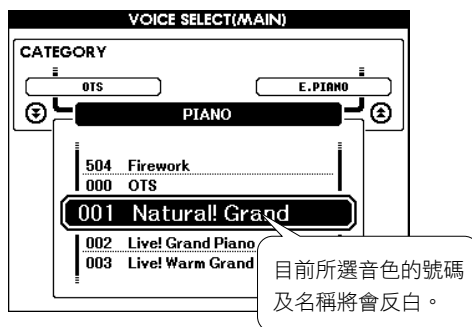 VOICE SELECT(MAIN)
CATEGORY
OTS
E.PIANO
PIANO
504 Firework
000 OTS
001 Natural! Grand
002 Live! Grand Piano
003 Live! Warm Grand
目前所選音色的號碼
及名稱將會反白。